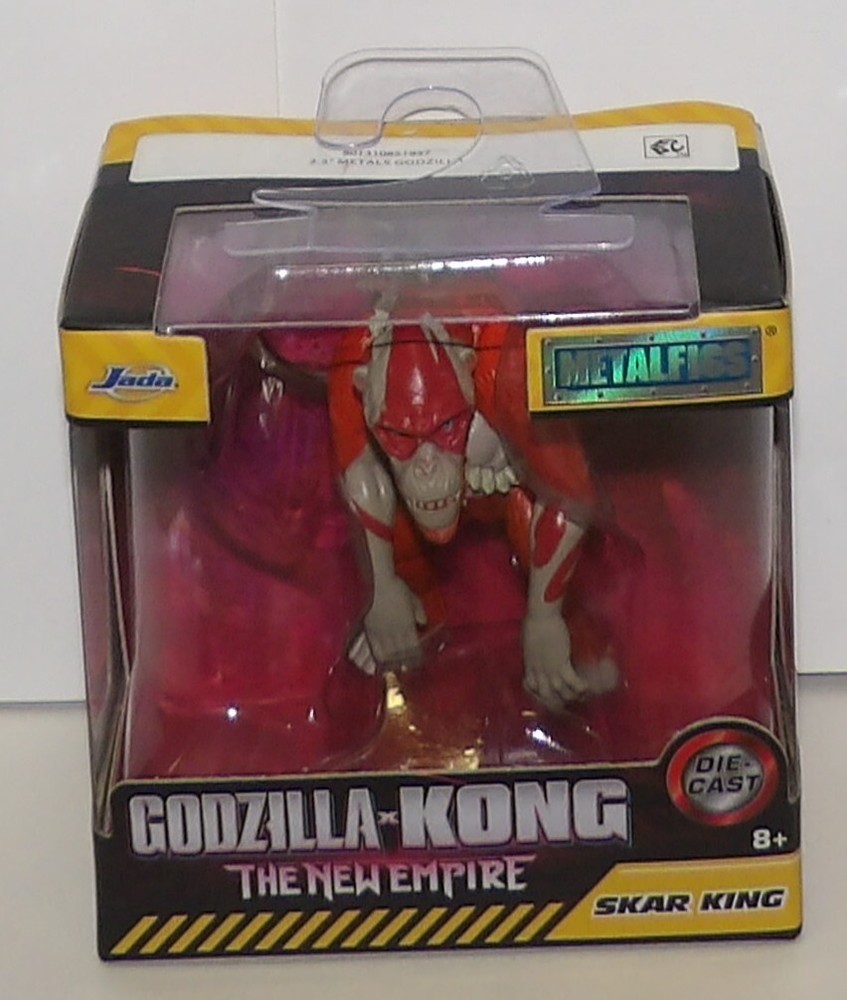 2.5" METALS GODZILLA
Jada.
METALFIGS®
GODZILLA x KONG
THE NEW EMPIRE
DIE-
CAST
8+
SKAR KING